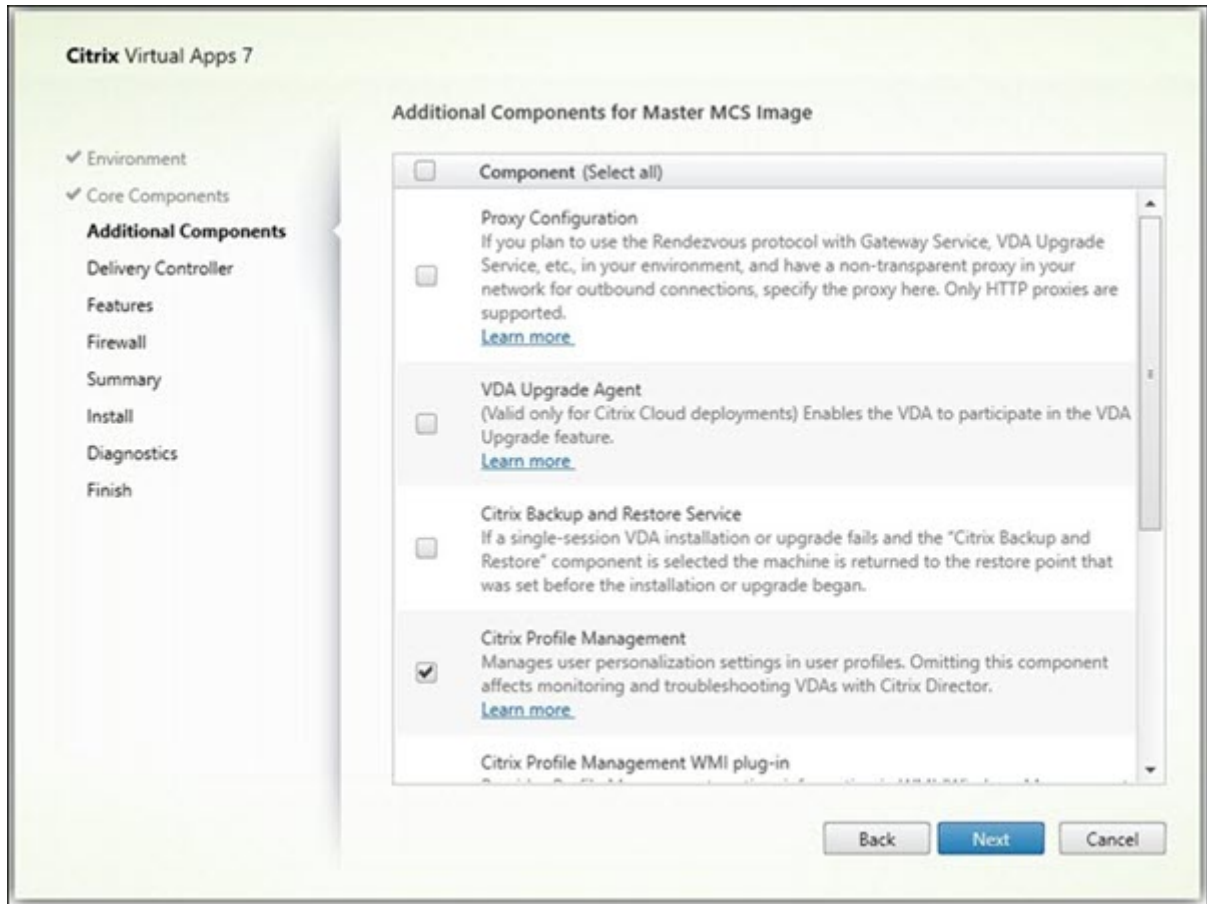 Citrix Virtual Apps 7
Additional Components for Master MCS Image
Environment
Core Components
Additional Components
Delivery Controller
Features
Firewall
Summary
Install
Diagnostics
Finish
Component (Select all)
Proxy Configuration
If you plan to use the Rendezvous protocol with Gateway Service, VDA Upgrade
Service, etc., in your environment, and have a non-transparent proxy in your
network for outbound connections, specify the proxy here. Only HTTP proxies are
supported.
Learn more
VDA Upgrade Agent
(Valid only for Citrix Cloud deployments) Enables the VDA to participate in the VDA
Upgrade feature.
Learn more
Citrix Backup and Restore Service
If a single-session VDA installation or upgrade fails and the "Citrix Backup and
Restore" component is selected the machine is returned to the restore point that
was set before the installation or upgrade began.
Citrix Profile Management
Manages user personalization settings in user profiles. Omitting this component
affects monitoring and troubleshooting VDAs with Citrix Director.
Learn more
Citrix Profile Management WMI plug-in
Back
Next
Cancel